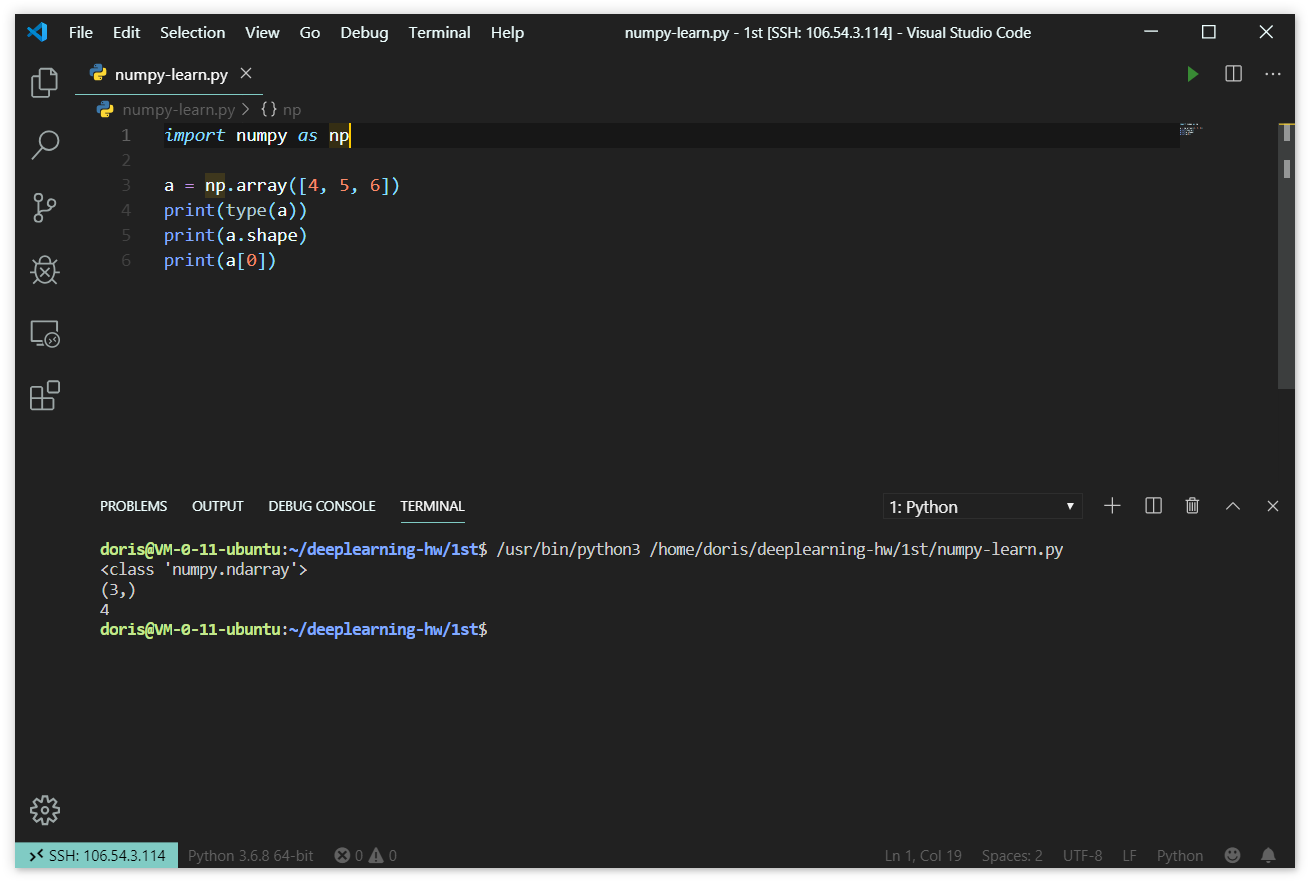 File Edit Selection View Go Debug Terminal Help numpy-learn.py - 1st [SSH: 106.54.3.114] - Visual Studio Code
numpy-learn.py
numpy-learn.py > {} np
1 import numpy as np
2
3 a = np.array([4, 5, 6])
4 print(type(a))
5 print(a.shape)
6 print(a[0])
PROBLEMS OUTPUT DEBUG CONSOLE TERMINAL 1: Python
doris@VM-0-11-ubuntu:~/deeplearning-hw/1st$ /usr/bin/python3 /home/doris/deeplearning-hw/1st/numpy-learn.py
<class 'numpy.ndarray'>
(3,)
4
doris@VM-0-11-ubuntu:~/deeplearning-hw/1st$
SSH: 106.54.3.114 Python 3.6.8 64-bit 0 0 Ln 1, Col 19 Spaces: 2 UTF-8 LF Python